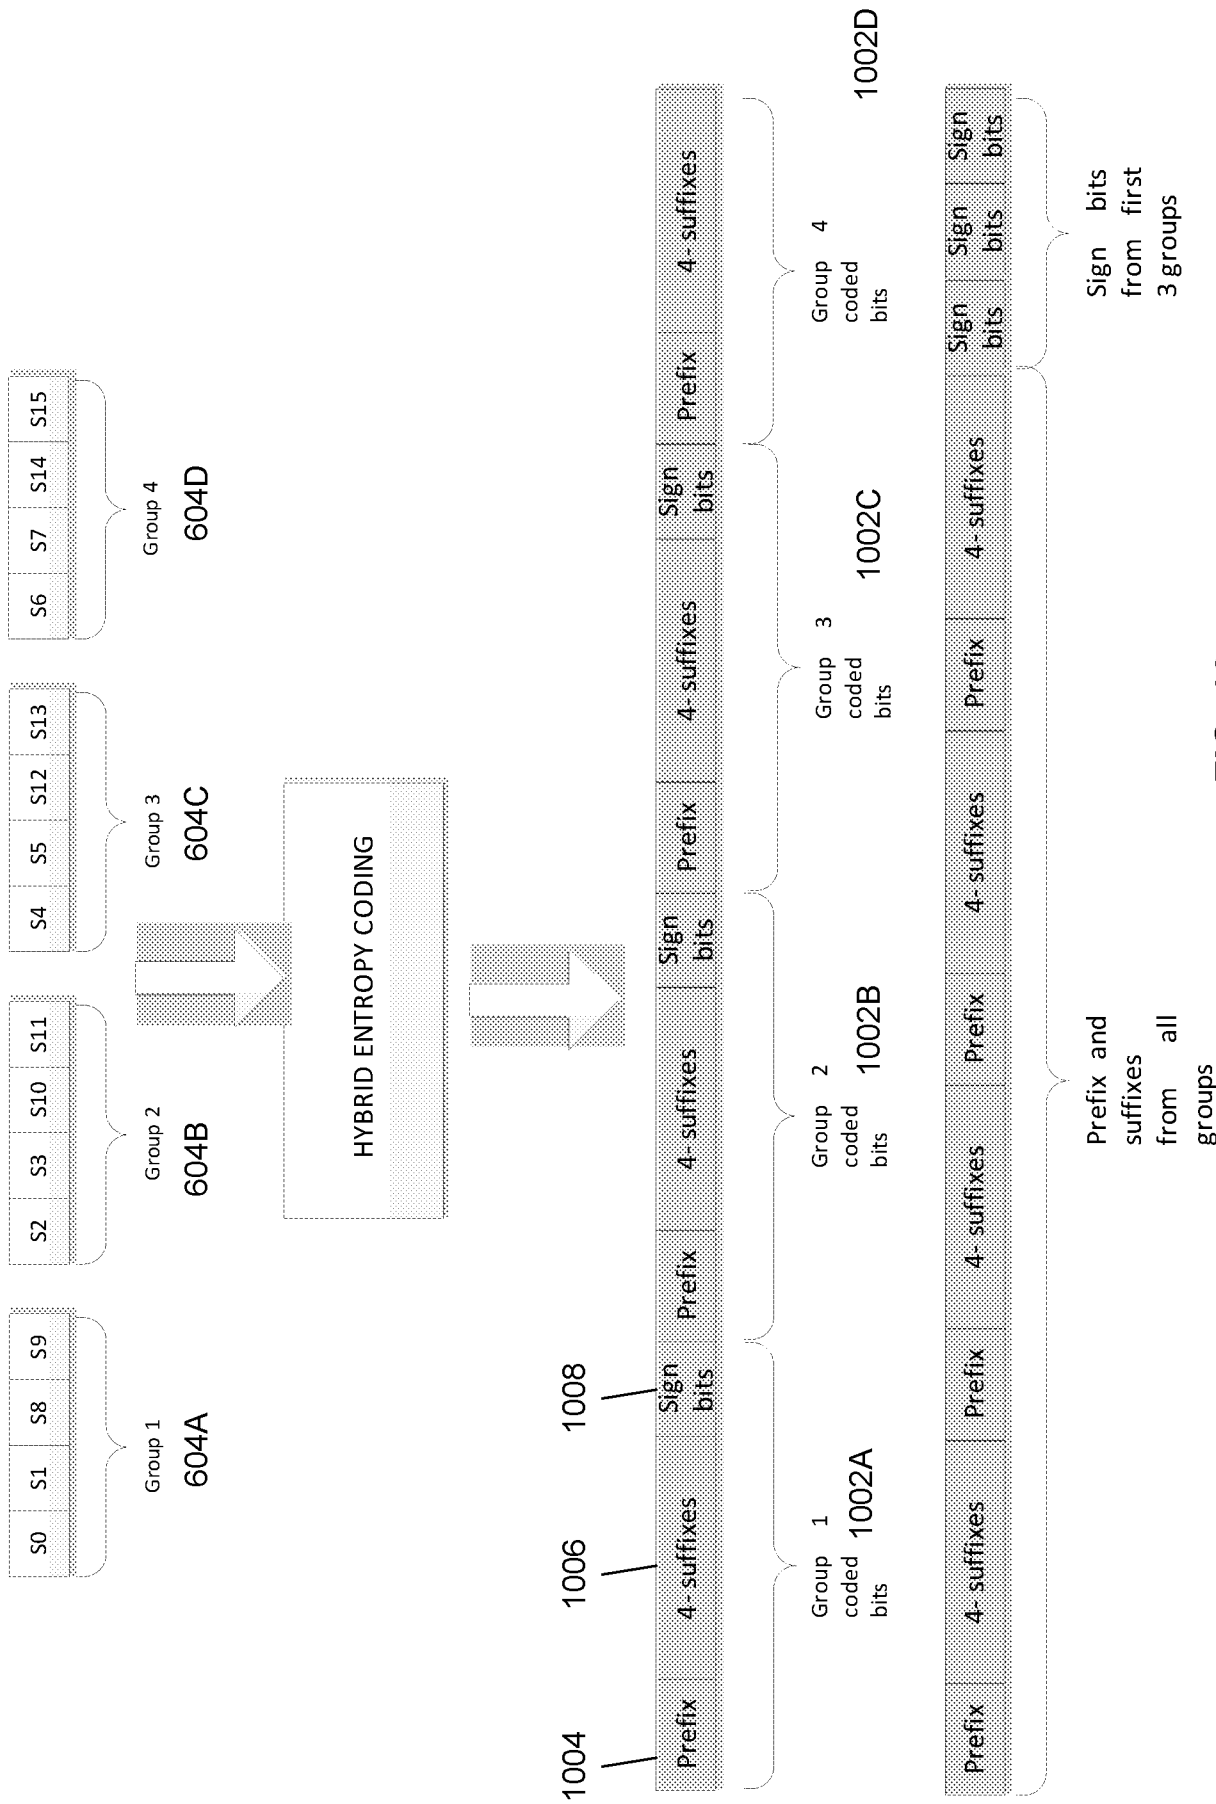 S0 S1 S8 S9
Group 1
604A
S2 S3 S10 S11
Group 2
604B
S4 S5 S12 S13
Group 3
604C
S6 S7 S14 S15
Group 4
604D
HYBRID ENTROPY CODING
1004
1006
1008
Prefix
4- suffixes
Sign
bits
Prefix
4- suffixes
Sign
bits
Prefix
4- suffixes
Sign
bits
Prefix
4- suffixes
Group 1
coded
bits
1002A
Group 2
coded
bits
1002B
Group 3
coded
bits
1002C
Group 4
coded
bits
1002D
Prefix
4- suffixes
Prefix
4- suffixes
Prefix
4- suffixes
Prefix
4- suffixes
Sign
bits
Sign
bits
Sign
bits
Prefix and
suffixes
from all
groups
Sign bits
from first
3 groups